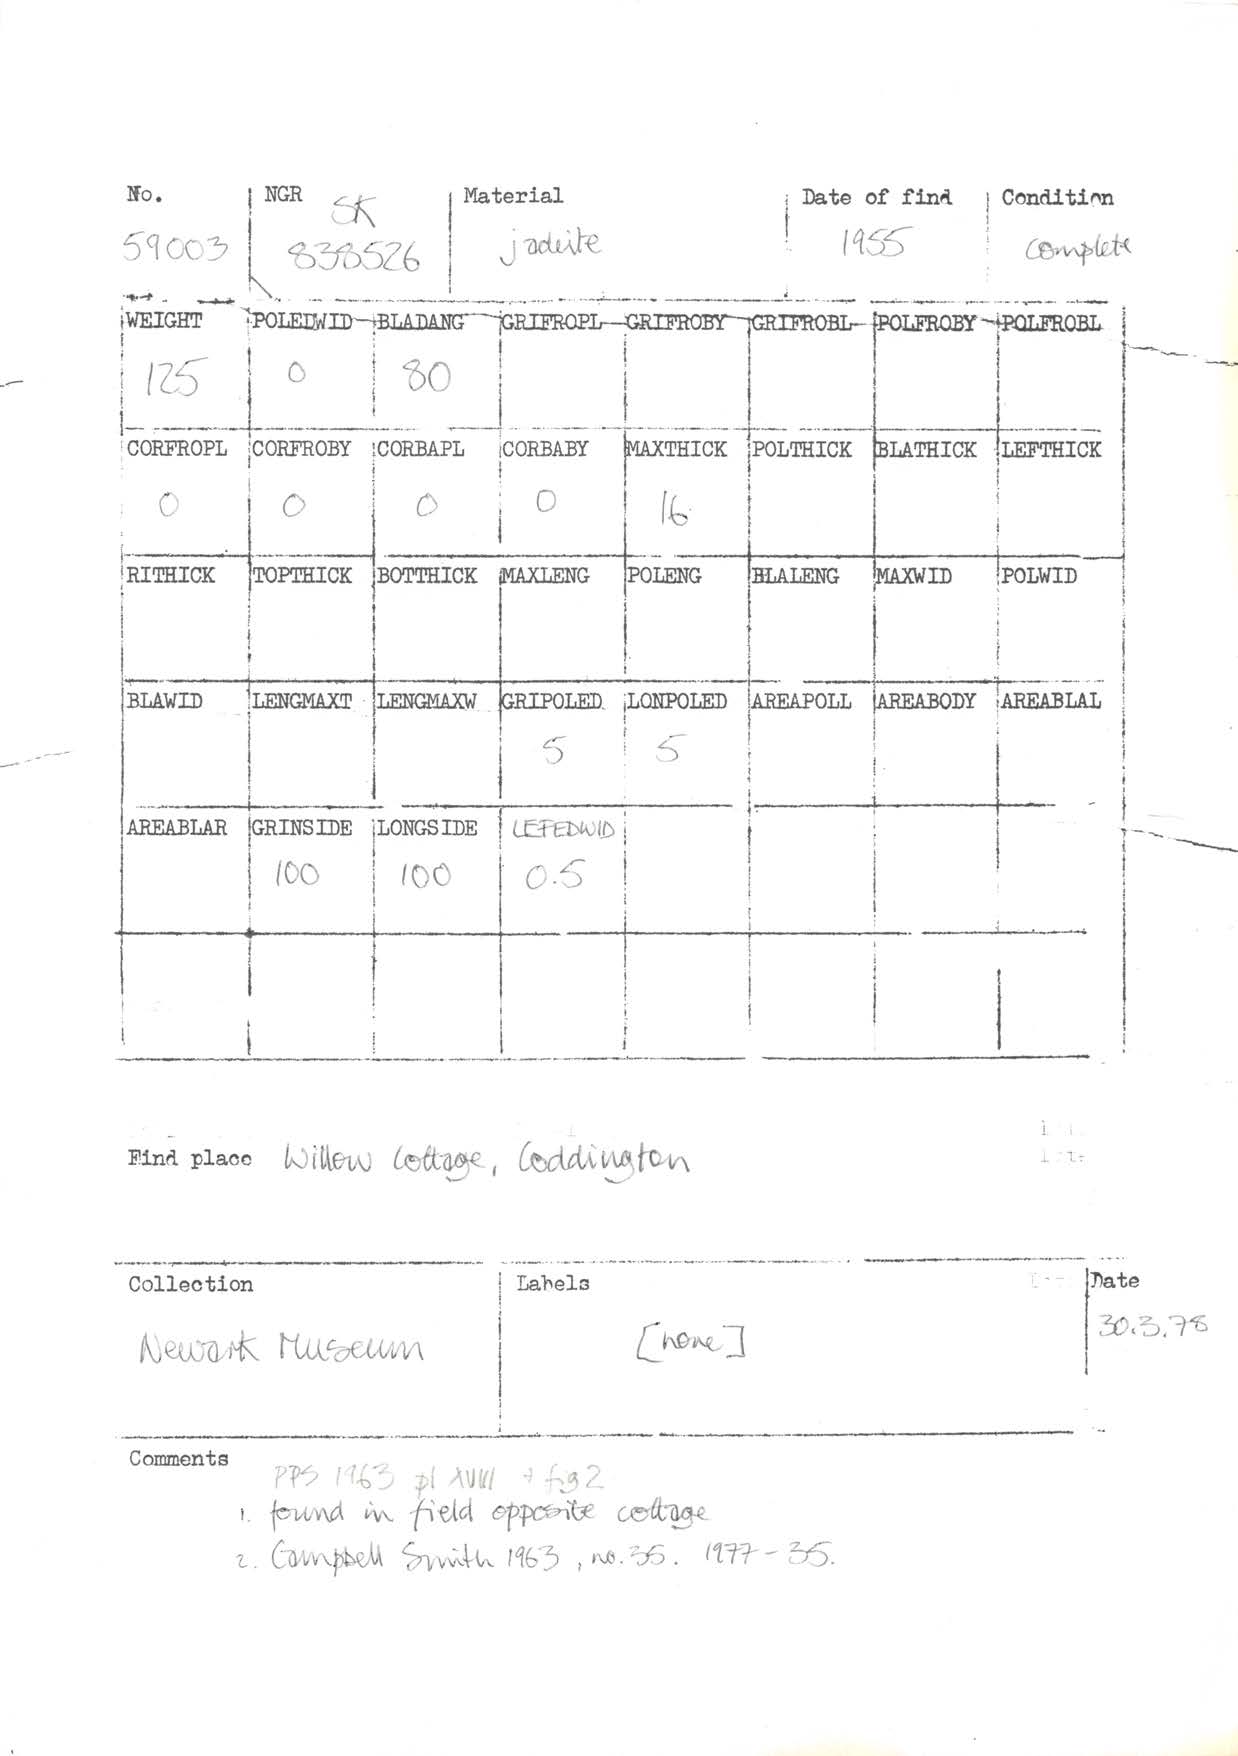 No. NGR Material Date of find Condition
SK
59003 838526 jadeite 1955 complete
WEIGHT POLEDWID BLADANG GRIFROPL GRIFROBY GRIFROBL POLFROBY POLFROBL
125 0 80
CORFROPL CORFROBY CORBAPL CORBABY MAXTHICK POLTHICK BLATHICK LEFTHICK
0 0 0 0 16
RITHICK TOPTHICK BOTTHICK MAXLENG POLENG BLALENG MAXWID POLWID
BLAWID LENGMAXT LENGMAXW GRIPOLED LONPOLED AREAPOLL AREABODY AREABLAL
5 5
AREABLAR GRINSIDE LONGSIDE LEFEDWID
100 100 0.5
Find place Willow Cottage, Coddington
Collection Labels Date
Newark Museum [none] 30.3.78
Comments
PPS 1963 pl XVIII + fig 2
1. found in field opposite cottage
2. Campbell Smith 1963, no. 35. 1977-35.